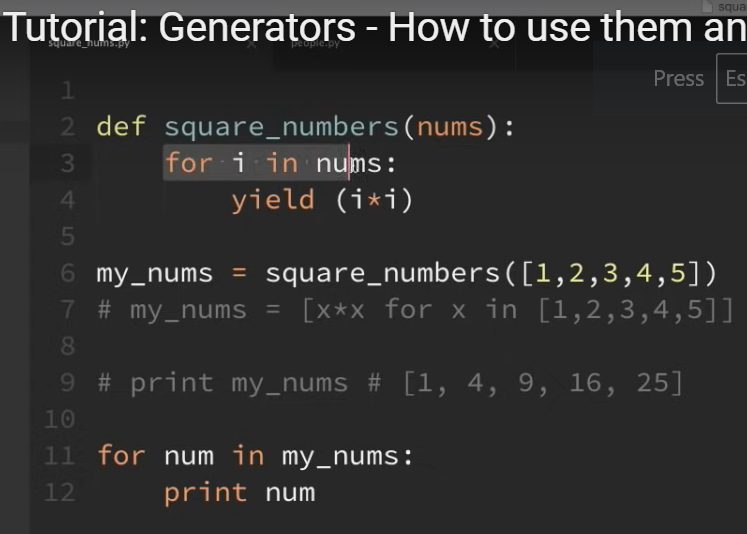 squa
Tutorial: Generators - How to use them an
square_nums.py people.py
Press Es
1
2 def square_numbers(nums):
3     for i in nums:
4         yield (i*i)
5
6 my_nums = square_numbers([1,2,3,4,5])
7 # my_nums = [x*x for x in [1,2,3,4,5]]
8
9 # print my_nums # [1, 4, 9, 16, 25]
10
11 for num in my_nums:
12     print num